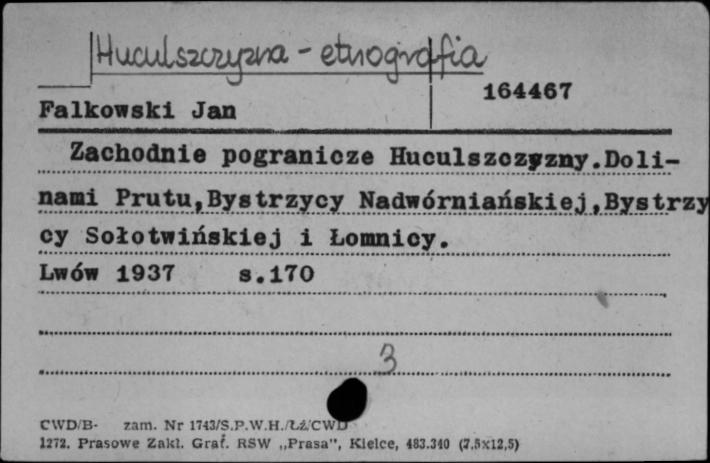 Huculszczyzna - etnografia
164467
Falkowski Jan
Zachodnie pogranicze Huculszczyzny.Doli-
nami Prutu,Bystrzycy Nadwórniańskiej,Bystrzy
cy Sołotwińskiej i Łomnicy.
Lwów 1937 s.170
3
CWD/B- zam. Nr 1743/S.P.W.H./Łż/CWD
1272. Prasowe Zakł. Graf. RSW „Prasa", Kielce, 483.340 (7,5x12,5)